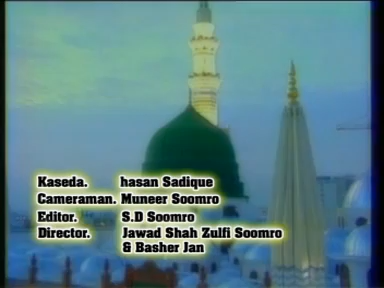 Kaseda. hasan Sadique
Cameraman. Muneer Soomro
Editor. S.D Soomro
Director. Jawad Shah Zulfi Soomro
& Basher Jan